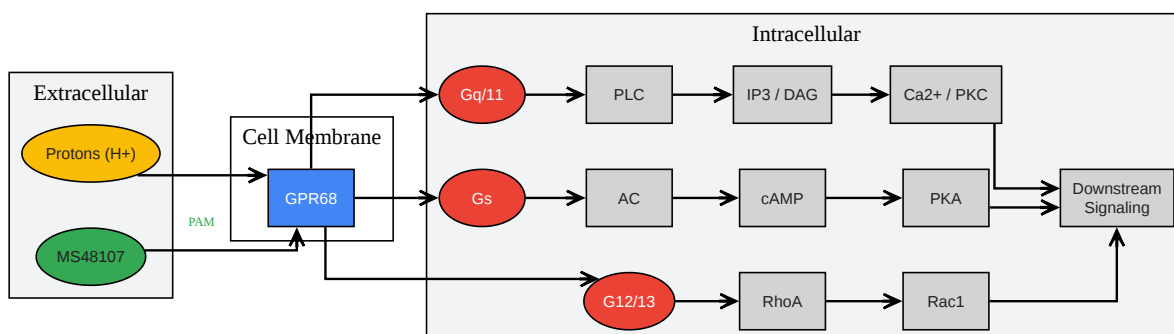 Extracellular
Protons (H+)
MS48107
PAM
Cell Membrane
GPR68
Intracellular
Gq/11
PLC
IP3 / DAG
Ca2+ / PKC
Gs
AC
cAMP
PKA
Downstream
Signaling
G12/13
RhoA
Rac1